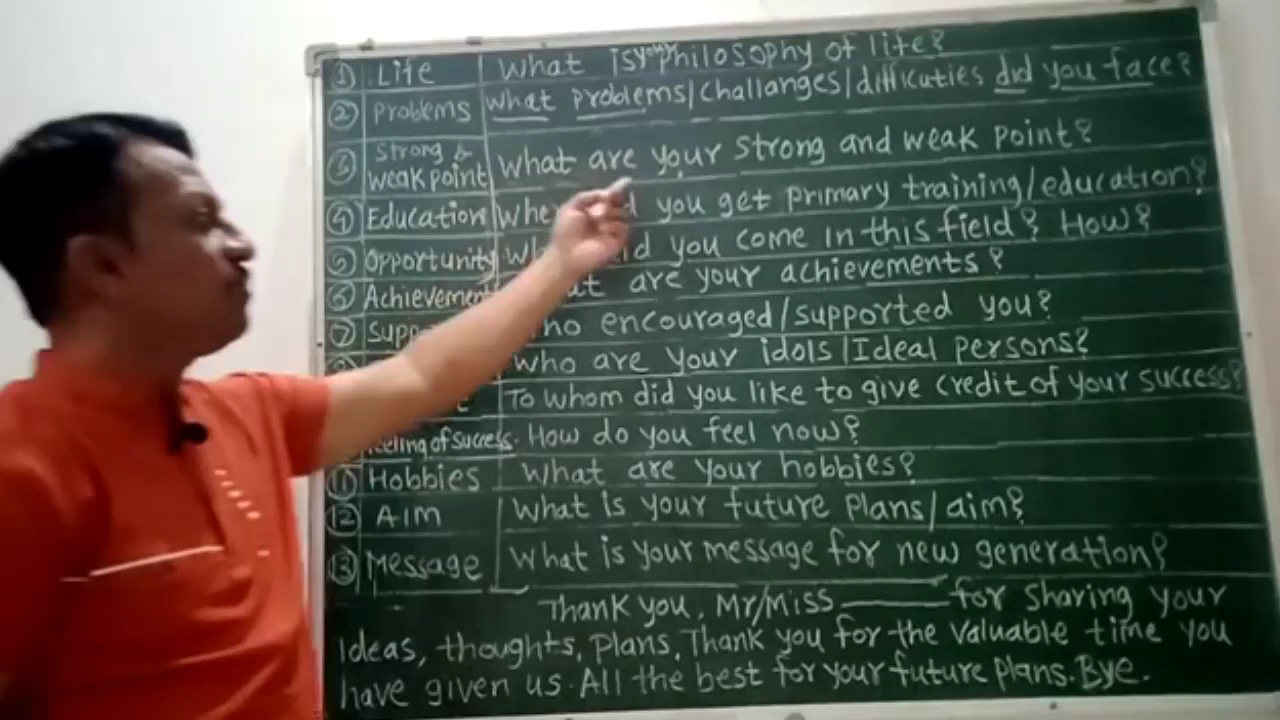 ① Life What is your philosophy of life?
② Problems What problems/challanges/difficuties did you face?
③ Strong & weak point What are your strong and weak point?
④ Education you get primary training/education?
⑤ Opportunity did you come in this field? How?
⑥ Achievement are your achievements?
⑦ encouraged/supported you?
Who are your idols/Ideal persons?
To whom did you like to give credit of your success?
of success. How do you feel now?
⑪ Hobbies What are your hobbies?
⑫ Aim What is your future plans/aim?
⑬ Message What is your message for new generation?
Thank you, Mr/Miss ______ for sharing your
Ideas, thoughts, plans. Thank you for the valuable time you
have given us. All the best for your future plans. Bye.